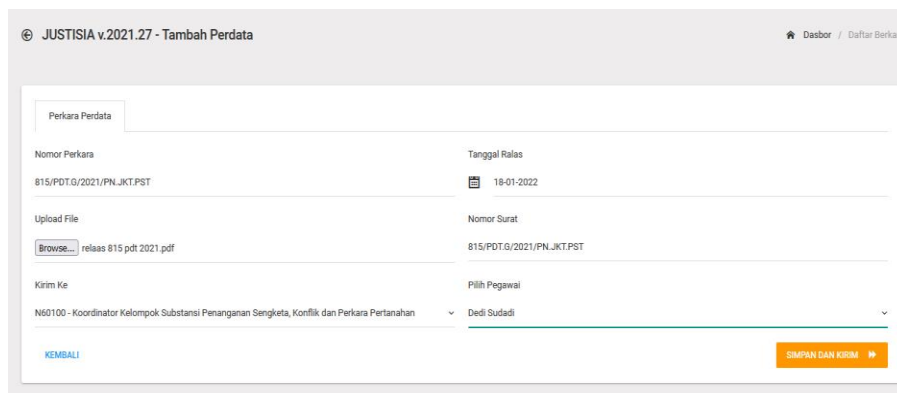 JUSTISIA v.2021.27 - Tambah Perdata
Dasbor / Daftar Berka
Perkara Perdata
Nomor Perkara
815/PDT.G/2021/PN.JKT.PST
Tanggal Ralas
18-01-2022
Upload File
Browse... relaas 815 pdt 2021.pdf
Nomor Surat
815/PDT.G/2021/PN.JKT.PST
Kirim Ke
N60100 - Koordinator Kelompok Substansi Penanganan Sengketa, Konflik dan Perkara Pertanahan
Pilih Pegawai
Dedi Sudadi
KEMBALI
SIMPAN DAN KIRIM